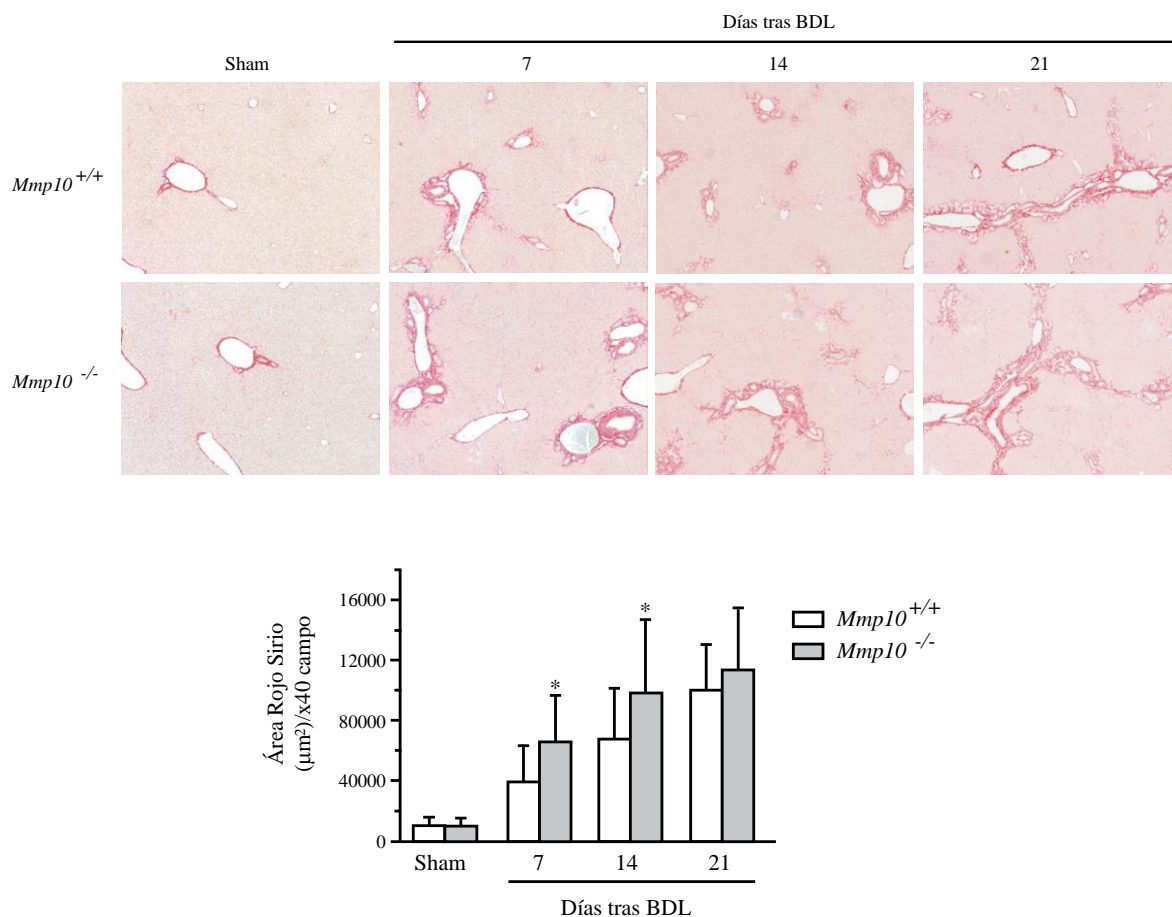 Días tras BDL
Sham 7 14 21
Mmp10 +/+
Mmp10 -/-
Área Rojo Sirio
(µm²)/x40 campo
16000
12000
80000
40000
0
*
*
Mmp10 +/+
Mmp10 -/-
Sham 7 14 21
Días tras BDL